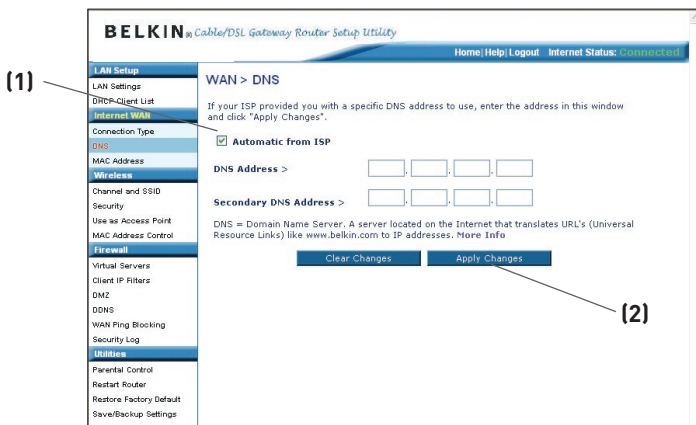 BELKIN® Cable/DSL Gateway Router Setup Utility
Home|Help|Logout Internet Status: Connected
(1)
LAN Setup
LAN Settings
DHCP Client List
Internet WAN
Connection Type
DNS
MAC Address
Wireless
Channel and SSID
Security
Use as Access Point
MAC Address Control
Firewall
Virtual Servers
Client IP Filters
DMZ
DDNS
WAN Ping Blocking
Security Log
Utilities
Parental Control
Restart Router
Restore Factory Default
Save/Backup Settings
WAN > DNS
If your ISP provided you with a specific DNS address to use, enter the address in this window
and click "Apply Changes".
Automatic from ISP
DNS Address >
. . .
Secondary DNS Address >
. . .
DNS = Domain Name Server. A server located on the Internet that translates URL's (Universal
Resource Links) like www.belkin.com to IP addresses. More Info
Clear Changes Apply Changes
(2)